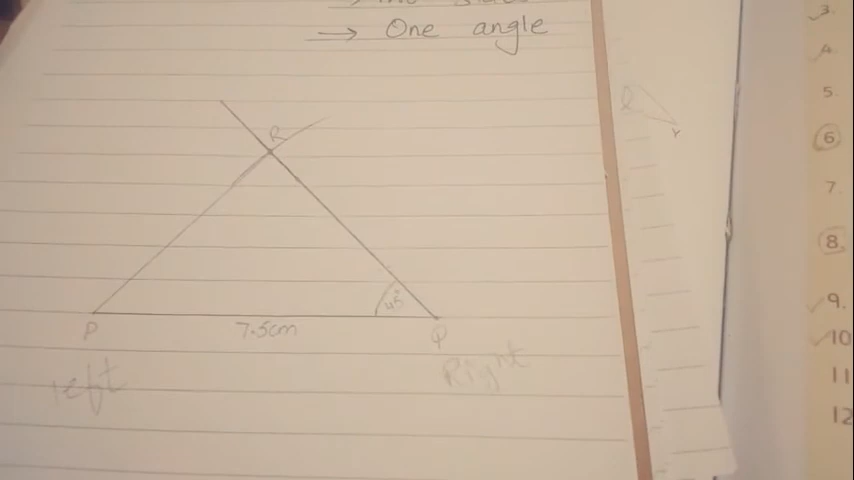 → One angle
R
45°
P 7.5cm Q
left Right
Y
3.
4.
5.
6
7.
8.
9.
10
11
12